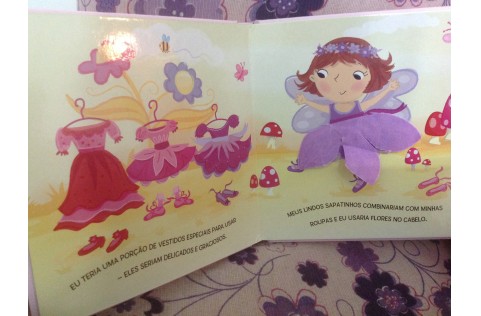 EU TERIA UMA PORÇÃO DE VESTIDOS ESPECIAIS PARA USAR
– ELES SERIAM DELICADOS E GRACIOSOS.
MEUS LINDOS SAPATINHOS COMBINARIAM COM MINHAS
ROUPAS E EU USARIA FLORES NO CABELO.